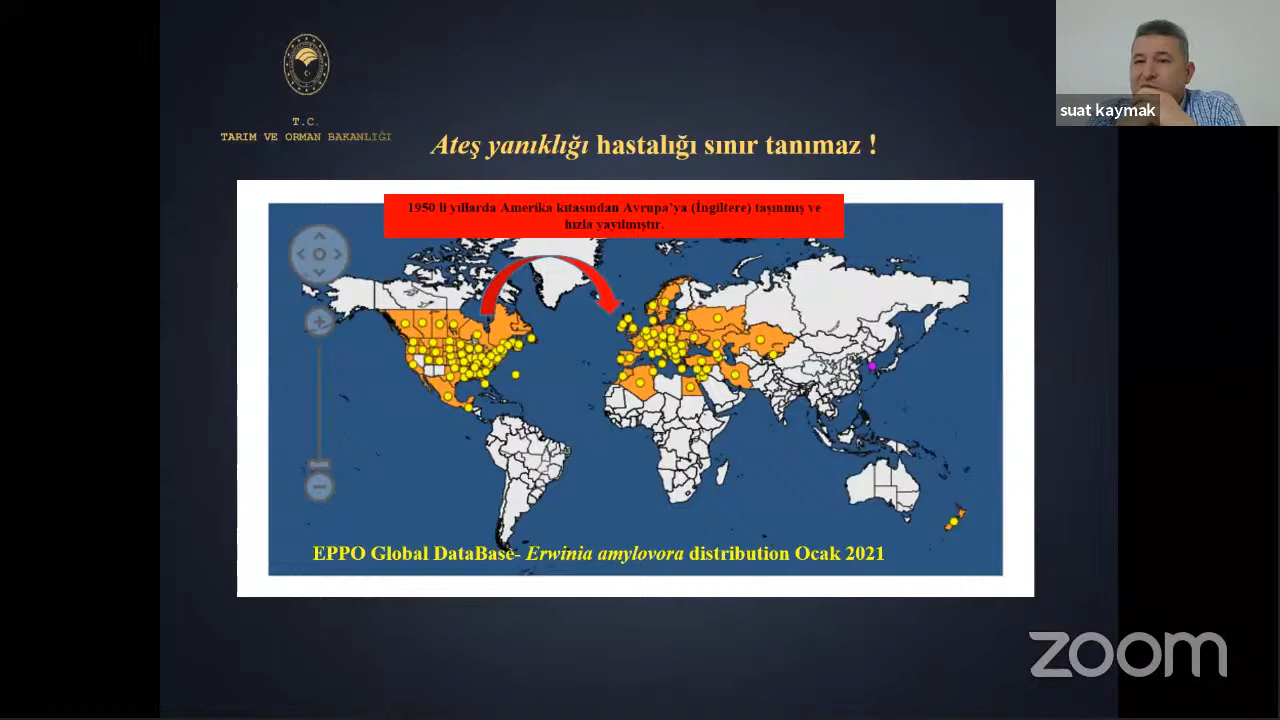 suat kaymak
T.C.
TARIM VE ORMAN BAKANLIĞI
Ateş yanıklığı hastalığı sınır tanımaz !
1950 li yıllarda Amerika kıtasından Avrupa’ya (İngiltere) taşınmış ve
hızla yayılmıştır.
EPPO Global DataBase- Erwinia amylovora distribution Ocak 2021
zoom